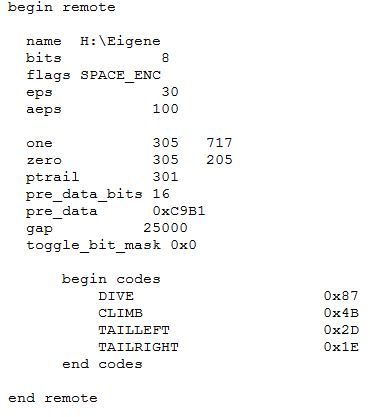 begin remote
name H:\Eigene
bits 8
flags SPACE_ENC
eps 30
aeps 100
one 305 717
zero 305 205
ptrail 301
pre_data_bits 16
pre_data 0xC9B1
gap 25000
toggle_bit_mask 0x0
begin codes
DIVE 0x87
CLIMB 0x4B
TAILLEFT 0x2D
TAILRIGHT 0x1E
end codes
end remote